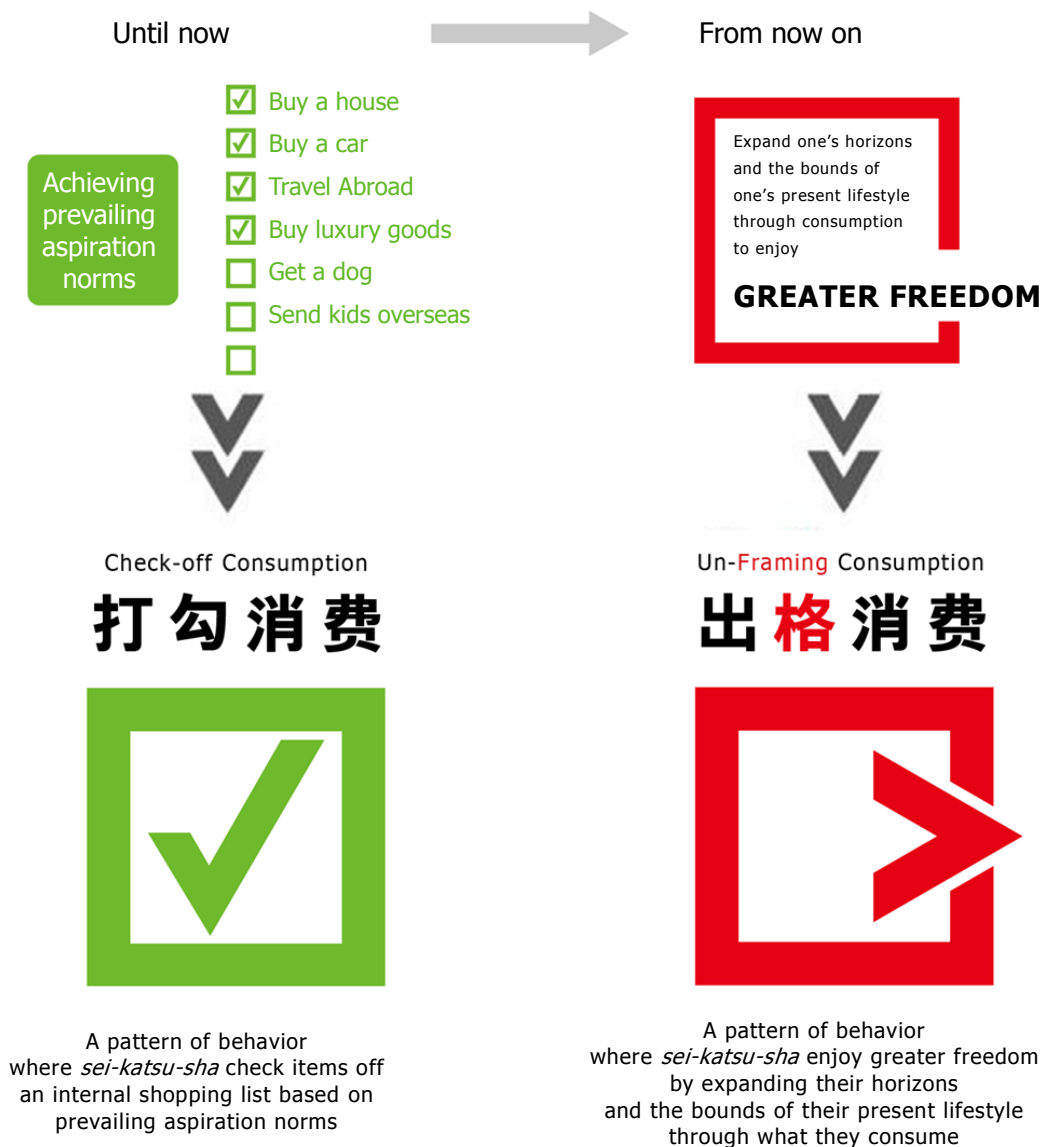 Until now
From now on
Buy a house
Buy a car
Travel Abroad
Buy luxury goods
Get a dog
Send kids overseas
Achieving
prevailing
aspiration
norms
Expand one’s horizons
and the bounds of
one’s present lifestyle
through consumption
to enjoy
GREATER FREEDOM
Check-off Consumption
打勾消费
A pattern of behavior
where sei-katsu-sha check items off
an internal shopping list based on
prevailing aspiration norms
Un-Framing Consumption
出格消费
A pattern of behavior
where sei-katsu-sha enjoy greater freedom
by expanding their horizons
and the bounds of their present lifestyle
through what they consume